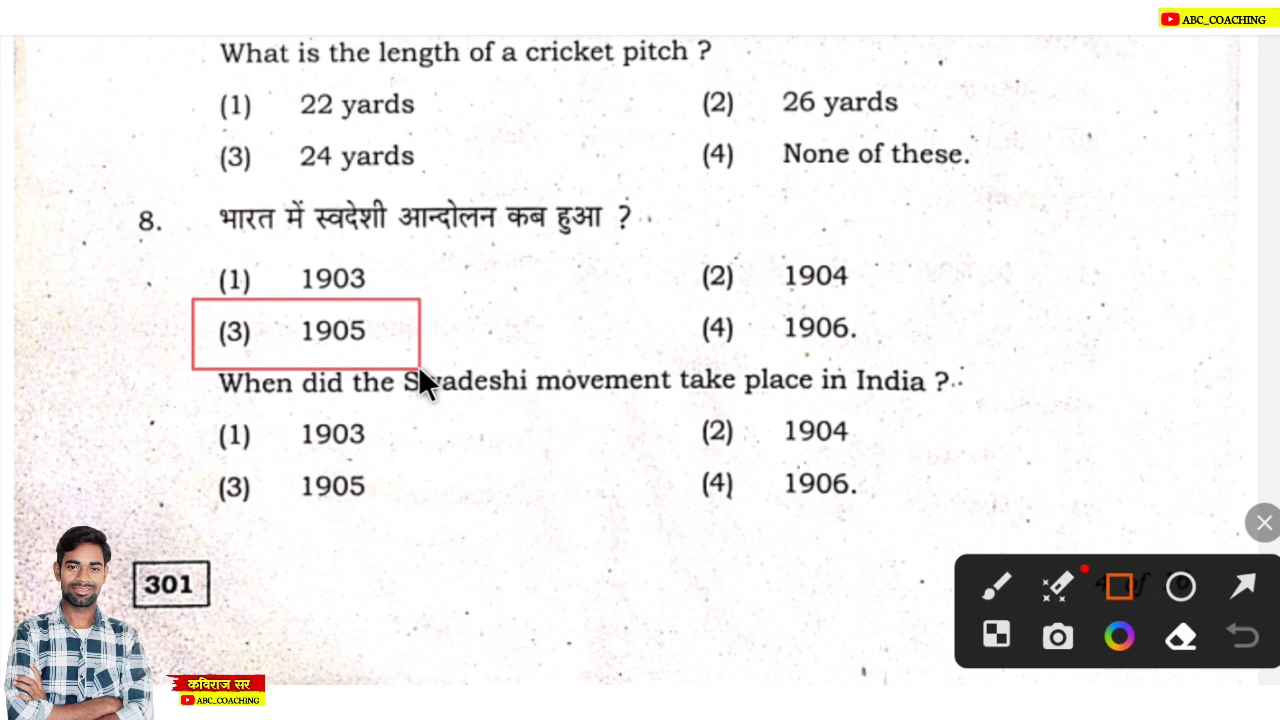 ABC_COACHING
What is the length of a cricket pitch ?
(1) 22 yards (2) 26 yards
(3) 24 yards (4) None of these.
8. भारत में स्वदेशी आन्दोलन कब हुआ ?
(1) 1903 (2) 1904
(3) 1905 (4) 1906.
When did the Swadeshi movement take place in India ?
(1) 1903 (2) 1904
(3) 1905 (4) 1906.
301
कविराज सर
ABC_COACHING